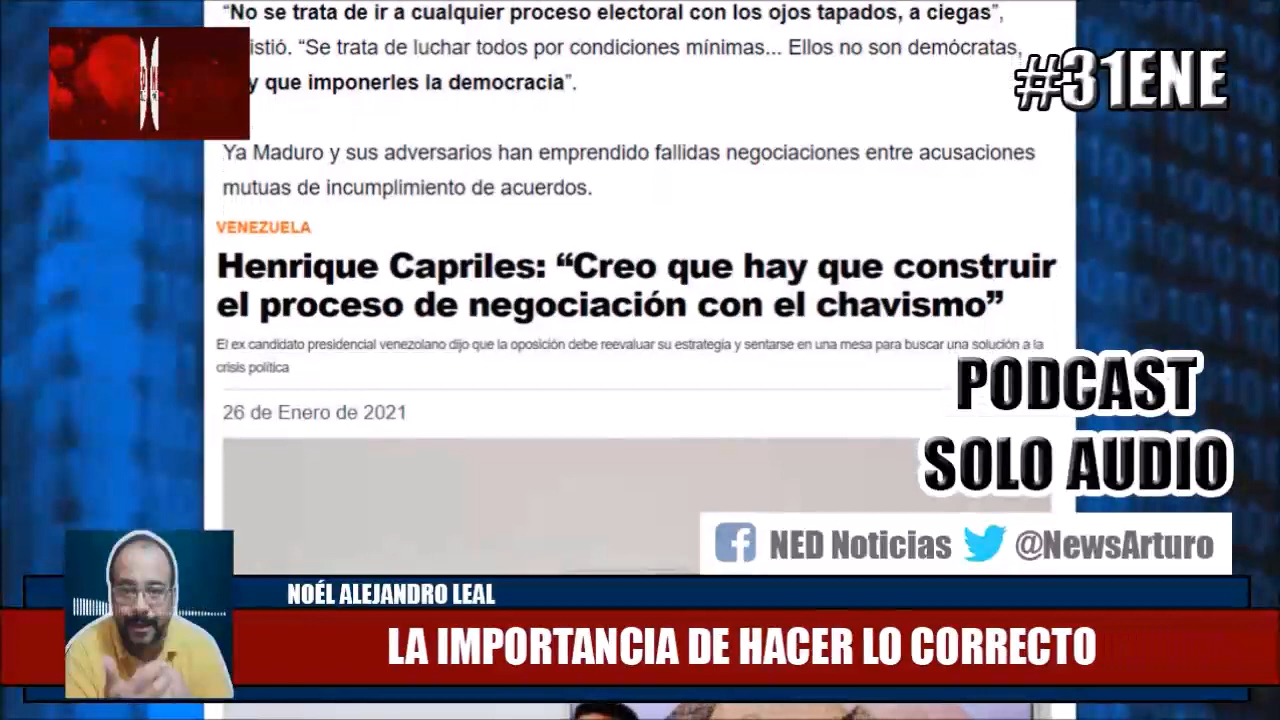 “No se trata de ir a cualquier proceso electoral con los ojos tapados, a ciegas”,
“Se trata de luchar todos por condiciones mínimas... Ellos no son demócratas,
que imponerles la democracia”.
#31ENE
Ya Maduro y sus adversarios han emprendido fallidas negociaciones entre acusaciones
mutuas de incumplimiento de acuerdos.
VENEZUELA
Henrique Capriles: “Creo que hay que construir
el proceso de negociación con el chavismo”
El ex candidato presidencial venezolano dijo que la oposición debe reevaluar su estrategia y sentarse en una mesa para buscar una solución a la
crisis política
26 de Enero de 2021
PODCAST
SOLO AUDIO
NED Noticias @NewsArturo
NOÉL ALEJANDRO LEAL
LA IMPORTANCIA DE HACER LO CORRECTO